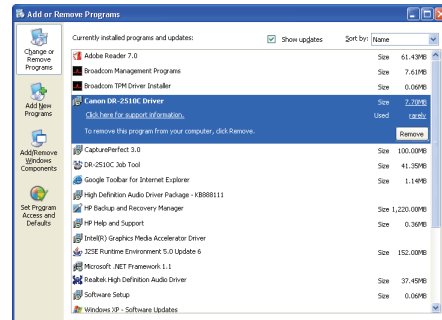 Add or Remove Programs
Change or
Remove
Programs
Add New
Programs
Add/Remove
Windows
Components
Set Program
Access and
Defaults
Currently installed programs and updates:
Show updates
Sort by: Name
Adobe Reader 7.0 Size 61.43MB
Broadcom Management Programs Size 7.61MB
Broadcom TPM Driver Installer Size 0.06MB
Canon DR-2510C Driver Size 7.70MB
Click here for support information. Used rarely
To remove this program from your computer, click Remove. Remove
CapturePerfect 3.0 Size 100.00MB
DR-2510C Job Tool Size 41.35MB
Google Toolbar for Internet Explorer Size 1.14MB
High Definition Audio Driver Package - KB888111
HP Backup and Recovery Manager Size 1,220.00MB
HP Help and Support Size 0.36MB
Intel(R) Graphics Media Accelerator Driver
J2SE Runtime Environment 5.0 Update 6 Size 152.00MB
Microsoft .NET Framework 1.1
Realtek High Definition Audio Driver Size 37.45MB
Software Setup Size 0.06MB
Windows XP - Software Updates